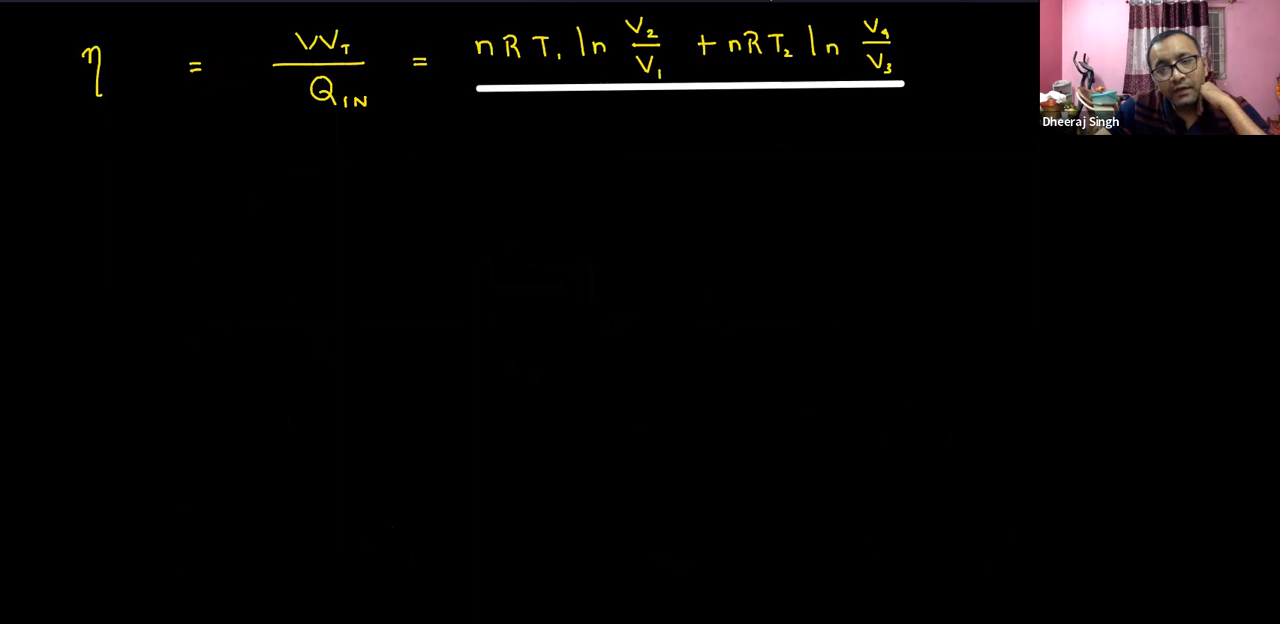 η = W_T / Q_IN = nRT₁ ln V₂/V₁ + nRT₂ ln V₄/V₃
Dheeraj Singh